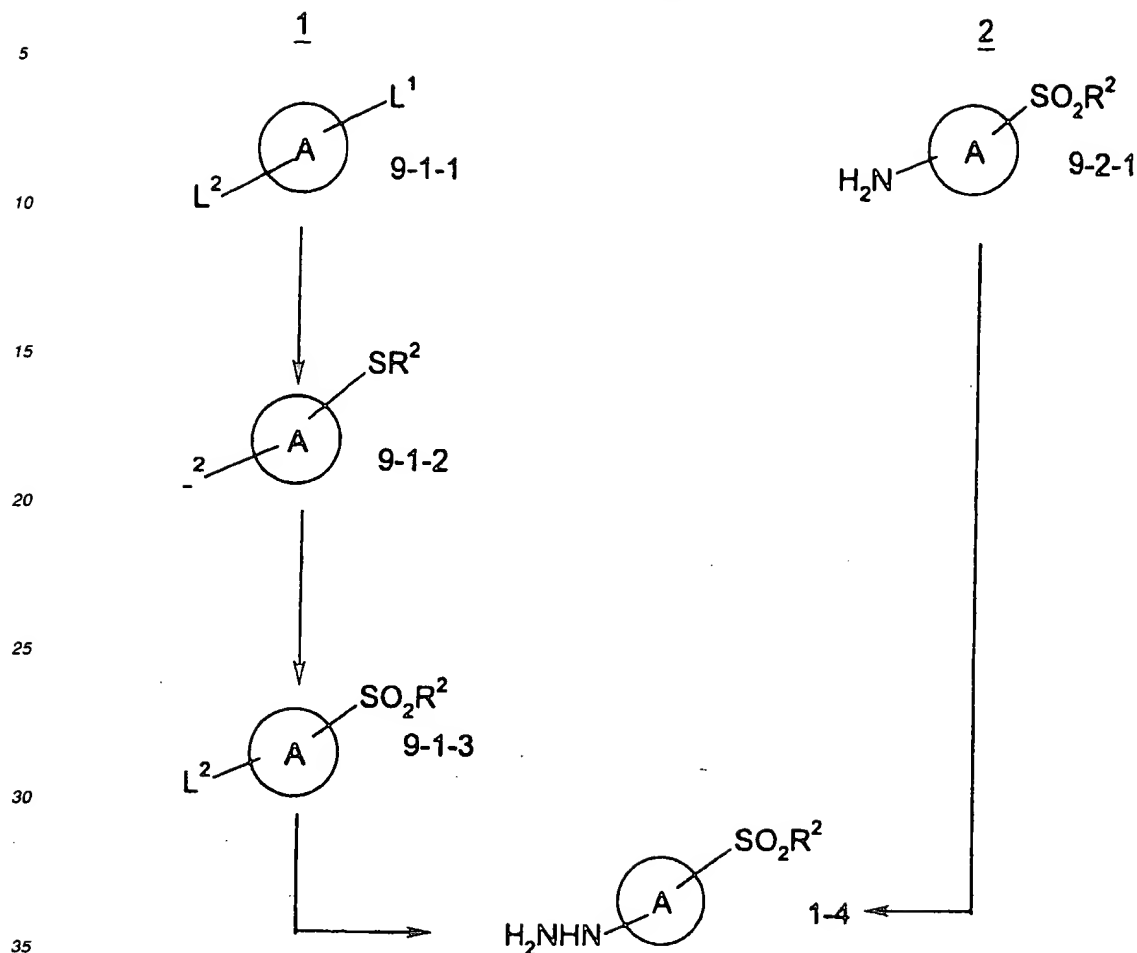 1
2
5
L¹
SO₂R²
A
9-1-1
A
9-2-1
L²
H₂N
10
15
SR²
A
9-1-2
-²
20
25
SO₂R²
A
9-1-3
L²
30
SO₂R²
A
1-4
H₂NHN
35